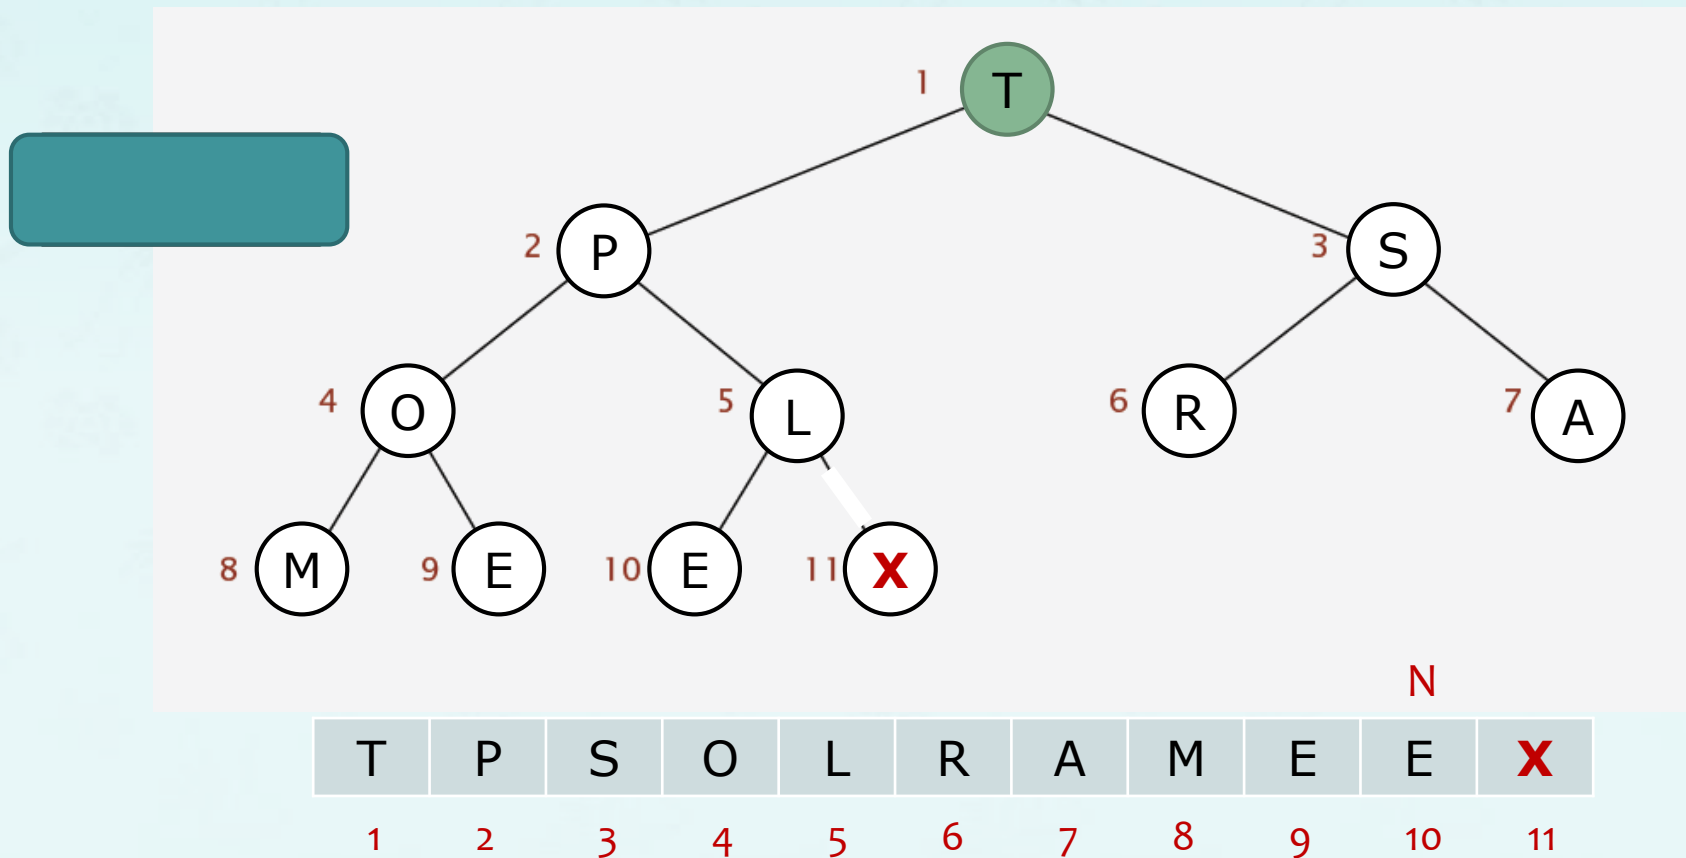 1 T
2 P 3 S
4 O 5 L 6 R 7 A
8 M 9 E 10 E 11 X
N
T P S O L R A M E E X
1 2 3 4 5 6 7 8 9 10 11